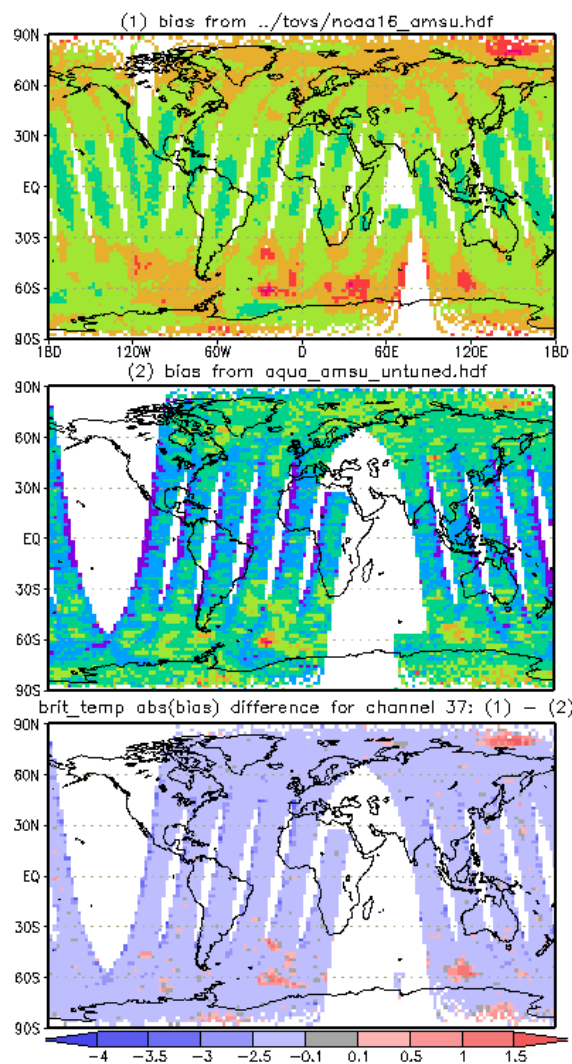 (1) bias from ../tovs/noaa16_amsu.hdf
90N
60N
30N
EQ
30S
60S
90S
180 120W 60W 0 60E 120E 180
(2) bias from aqua_amsu_untuned.hdf
90N
60N
30N
EQ
30S
60S
90S
brit_temp abs(bias) difference for channel 37: (1) − (2)
90N
60N
30N
EQ
30S
60S
90S
−4 −3.5 −3 −2.5 −0.1 0.1 0.5 1 1.5